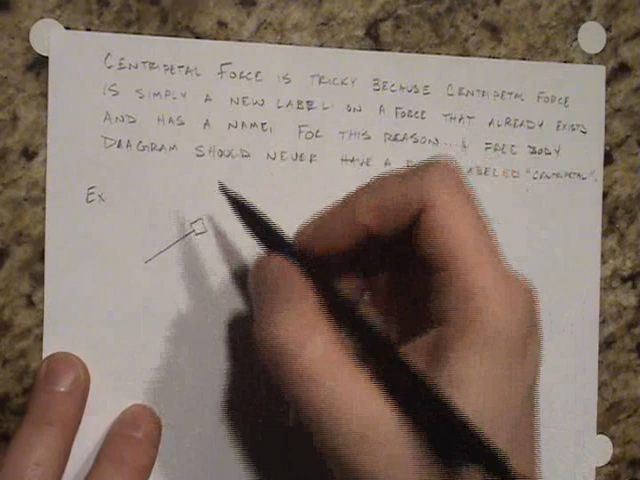 CENTRIPETAL FORCE IS TRICKY BECAUSE CENTRIPETAL FORCE
IS SIMPLY A NEW LABEL ON A FORCE THAT ALREADY EXISTS
AND HAS A NAME. FOR THIS REASON A FREE BODY
DIAGRAM SHOULD NEVER HAVE A LABELED "CENTRIPETAL".
Ex